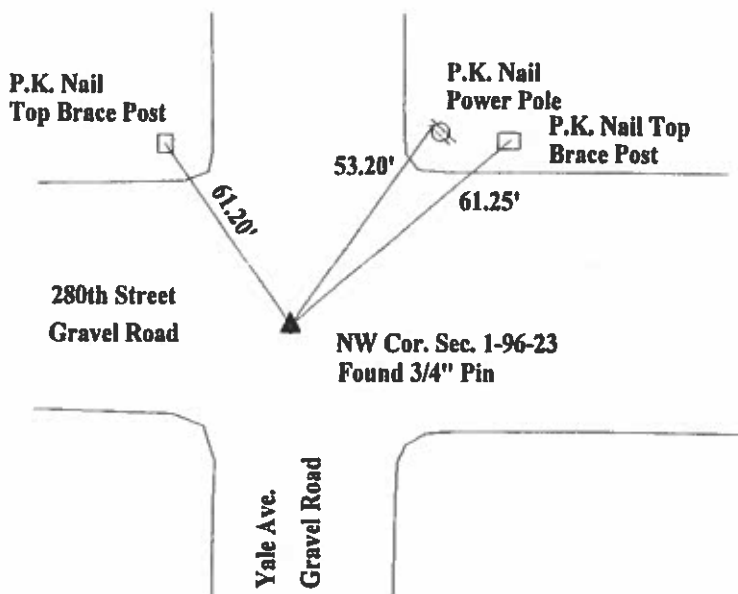 P.K. Nail
Top Brace Post
P.K. Nail
Power Pole
P.K. Nail Top
Brace Post
53.20'
61.20'
61.25'
280th Street
Gravel Road
NW Cor. Sec. 1-96-23
Found 3/4" Pin
Yale Ave.
Gravel Road